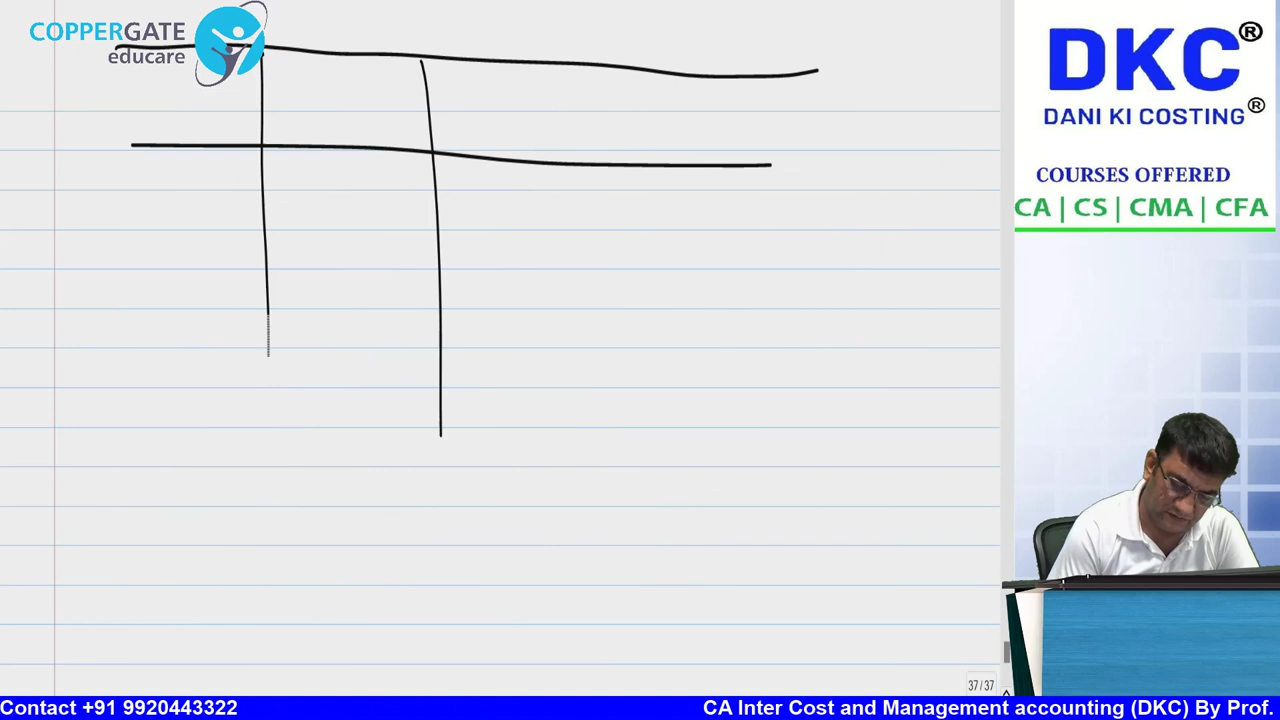 COPPERGATE
educare
DKC®
DANI KI COSTING®
COURSES OFFERED
CA | CS | CMA | CFA
37/37
Contact +91 9920443322
CA Inter Cost and Management accounting (DKC) By Prof.